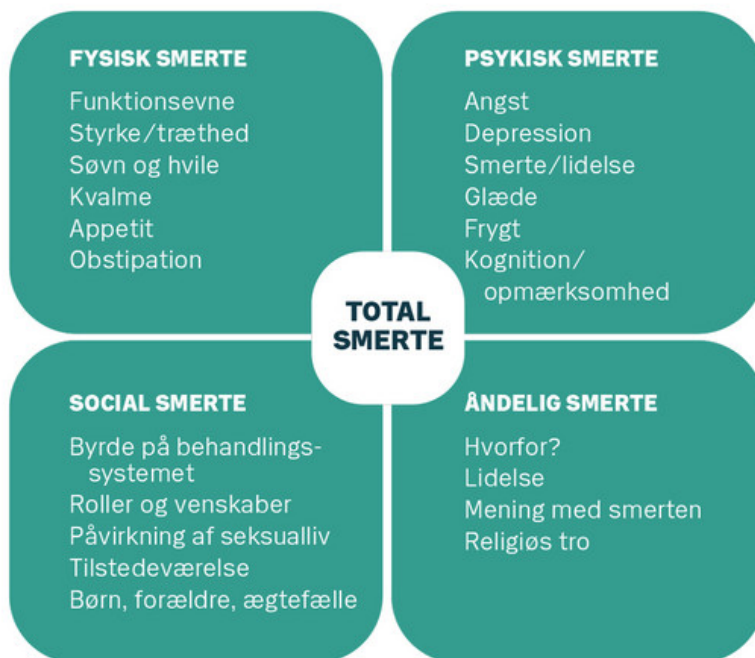 FYSISK SMERTE
Funktionsevne
Styrke/træthed
Søvn og hvile
Kvalme
Appetit
Obstipation
PSYKISK SMERTE
Angst
Depression
Smerte/lidelse
Glæde
Frygt
Kognition/
opmærksomhed
TOTAL
SMERTE
SOCIAL SMERTE
Byrde på behandlings-
systemet
Roller og venskaber
Påvirkning af seksualliv
Tilstedeværelse
Børn, forældre, ægtefælle
ÅNDELIG SMERTE
Hvorfor?
Lidelse
Mening med smerten
Religiøs tro